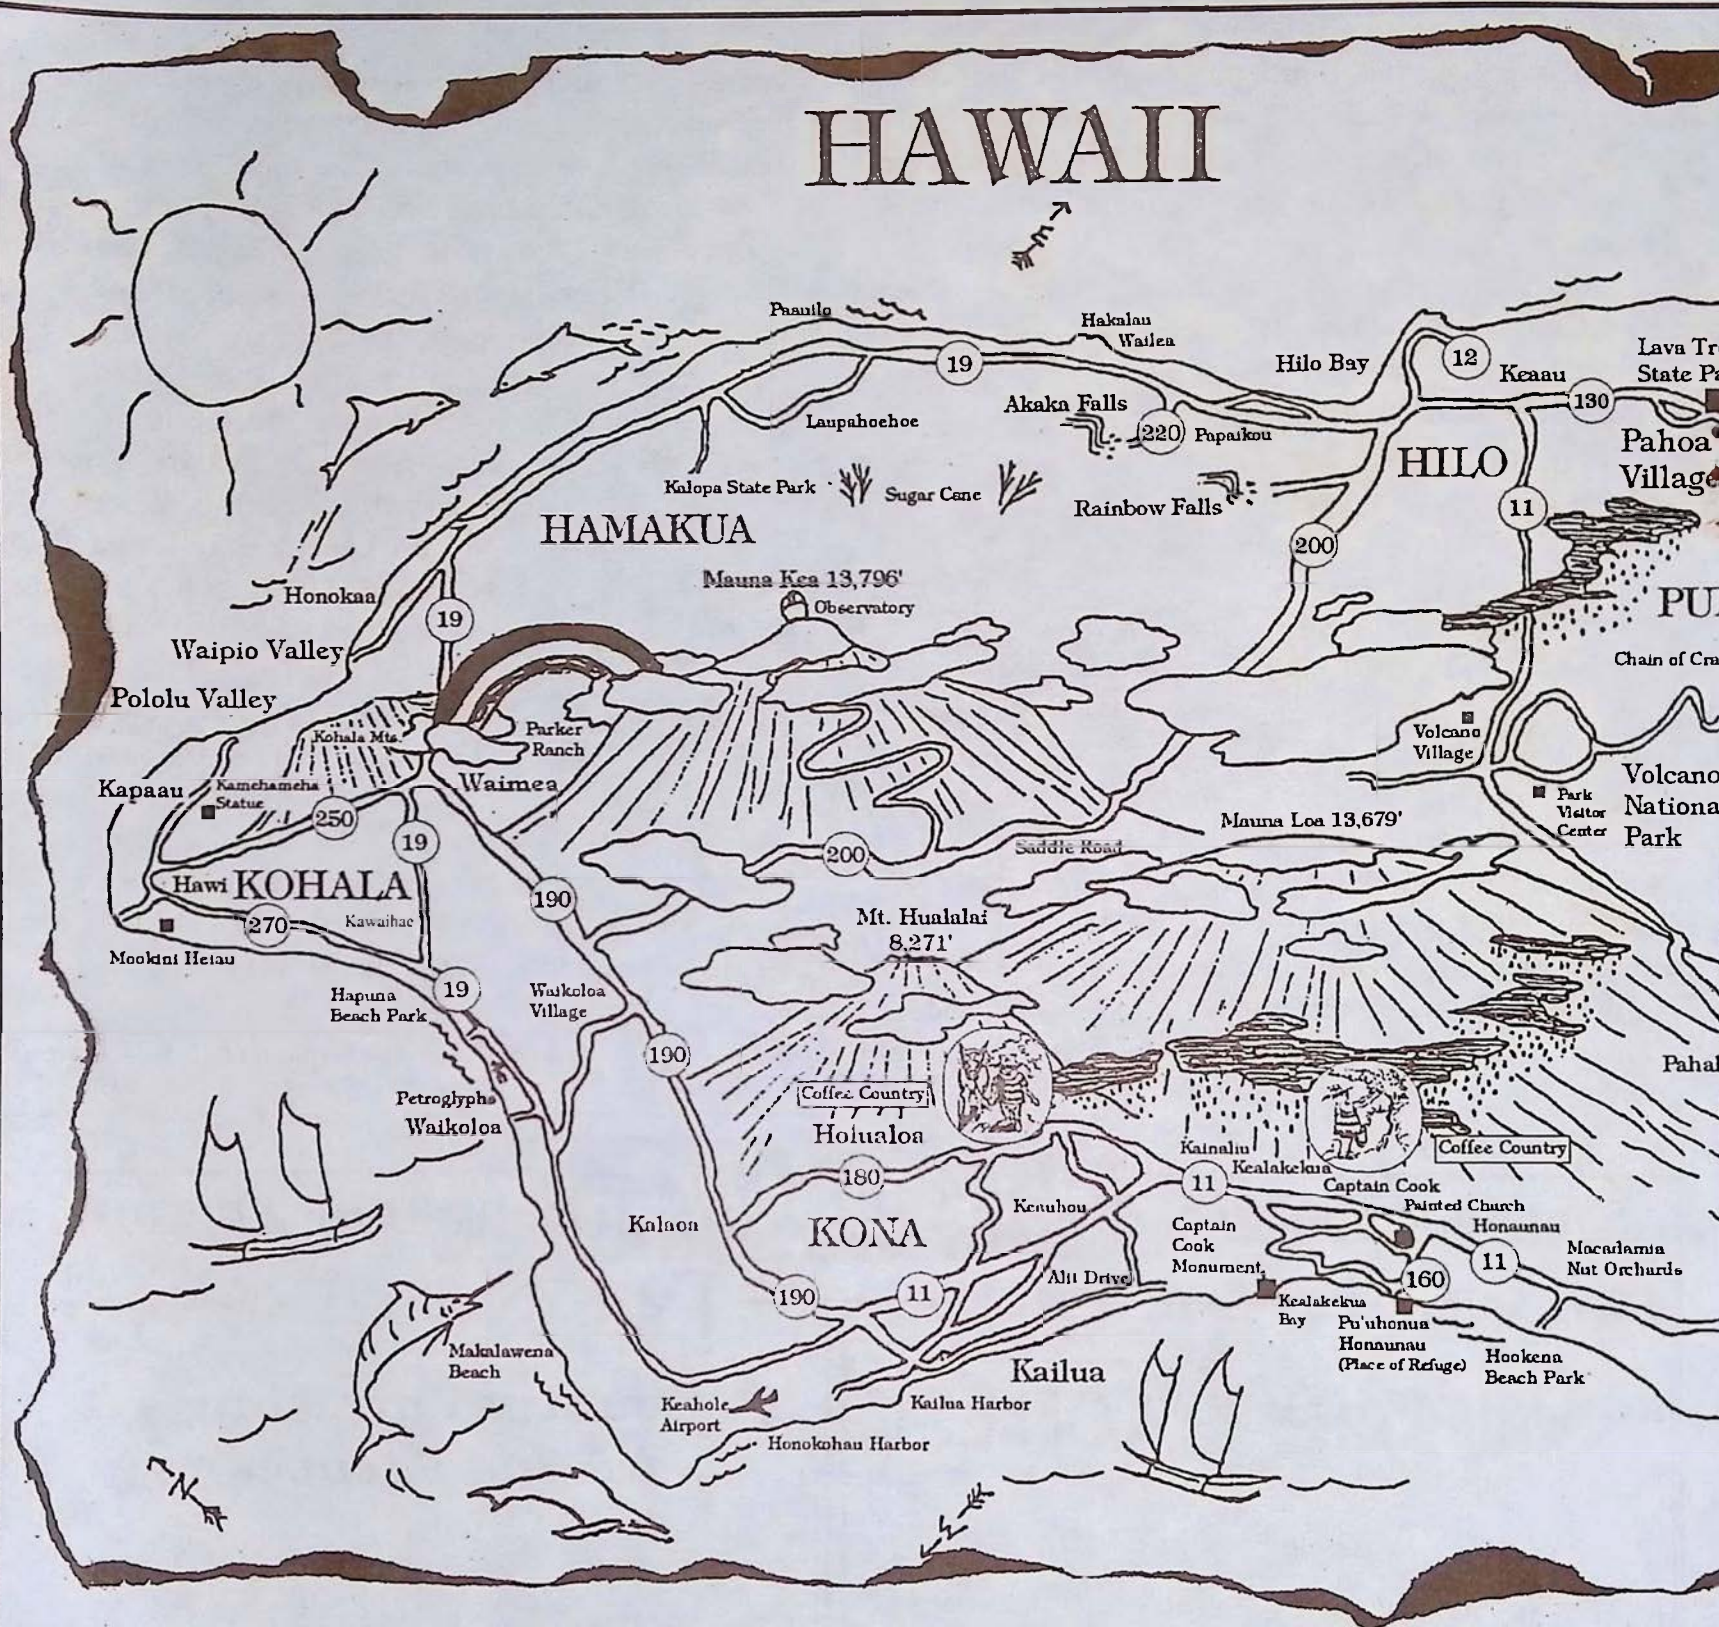 HAWAII
E
Paauilo
Hakalau
Wailea
19
Hilo Bay
12
Keaau
Lava Tr
State Pa
130
Akaka Falls
Laupahoehoe
220
Papaikou
HILO
Pahoa
Village
Kalopa State Park
Sugar Cane
Rainbow Falls
11
HAMAKUA
200
Mauna Kea 13,796'
Observatory
Honokaa
19
PU
Waipio Valley
Chain of Cra
Pololu Valley
Kohala Mts.
Parker
Ranch
Volcano
Village
Waimea
Kapaau
Kamehameha
Statue
250
19
Volcano
Nationa
Park
Park
Visitor
Center
Mauna Loa 13,679'
200
Saddle Road
Hawi
KOHALA
190
270
Kawaihae
Mt. Hualalai
8,271'
Mookini Heiau
19
Hapuna
Beach Park
Waikoloa
Village
190
Pahal
Petroglyphs
Waikoloa
Coffee Country
Holualoa
Kainaliu
Kealakekua
Coffee Country
180
11
Captain Cook
Painted Church
Kalaoa
KONA
Keauhou
Captain
Cook
Monument
Honaunau
11
Macadamia
Nut Orchards
Alii Drive
160
190
11
Kealakekua
Bay
Pu'uhonua
Honaunau
(Place of Refuge)
Hookena
Beach Park
Makalawena
Beach
Kailua
Keahole
Airport
Kailua Harbor
Honokohau Harbor
N
W